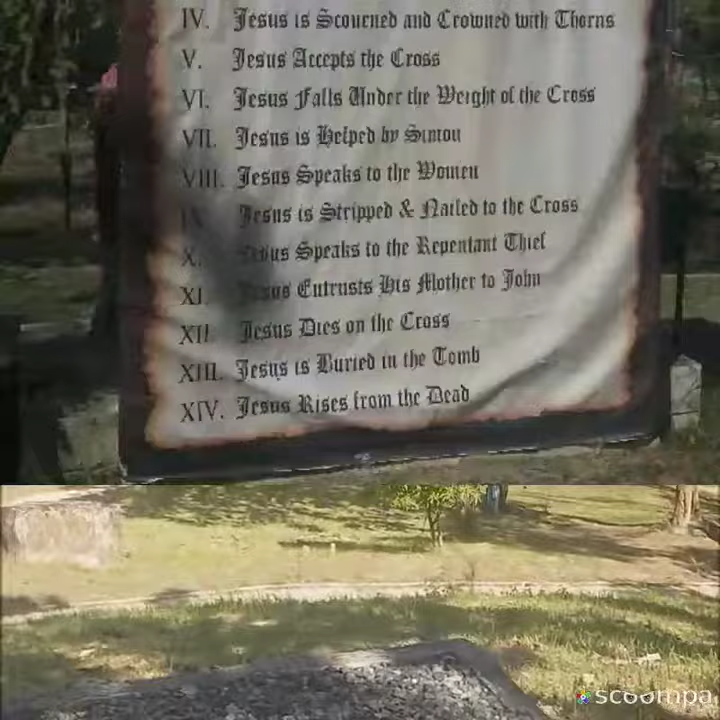 IV. Jesus is Scourned and Crowned with Thorns
V. Jesus Accepts the Cross
VI. Jesus Falls Under the Weight of the Cross
VII. Jesus is Helped by Simon
VIII. Jesus Speaks to the Women
IX. Jesus is Stripped & Nailed to the Cross
X. Jesus Speaks to the Repentant Thief
XI. Jesus Entrusts His Mother to John
XII. Jesus Dies on the Cross
XIII. Jesus is Buried in the Tomb
XIV. Jesus Rises from the Dead
scoompa